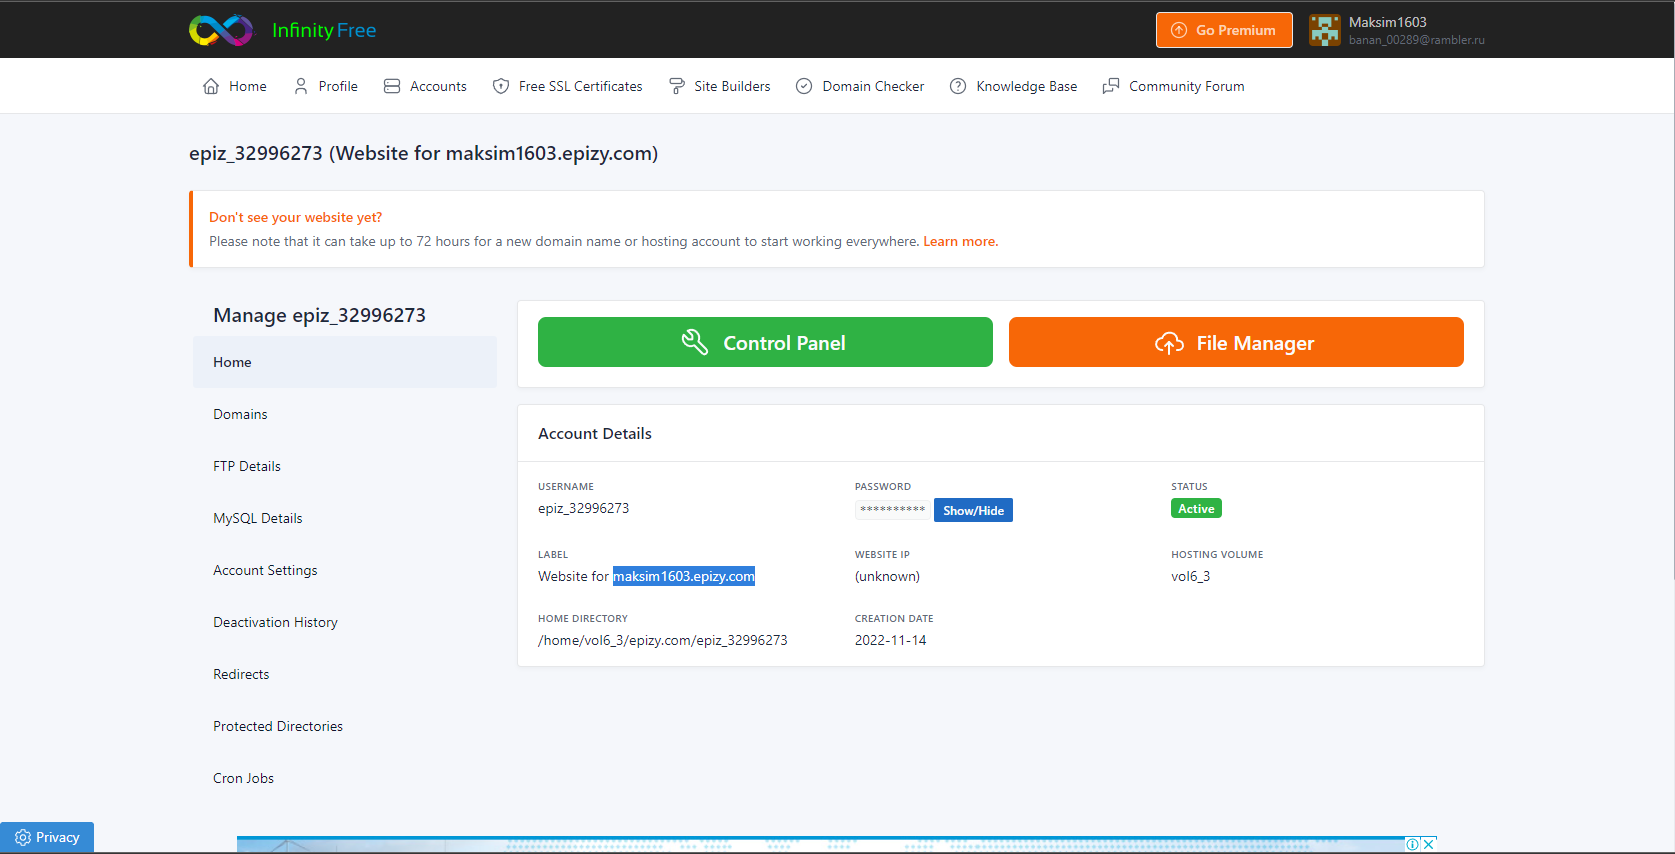 Infinity Free
Go Premium
Maksim1603
banan_00289@rambler.ru
Home Profile Accounts Free SSL Certificates Site Builders Domain Checker Knowledge Base Community Forum
epiz_32996273 (Website for maksim1603.epizy.com)
Don't see your website yet?
Please note that it can take up to 72 hours for a new domain name or hosting account to start working everywhere. Learn more.
Manage epiz_32996273
Home
Domains
FTP Details
MySQL Details
Account Settings
Deactivation History
Redirects
Protected Directories
Cron Jobs
Control Panel File Manager
Account Details
USERNAME PASSWORD STATUS
epiz_32996273 ********** Show/Hide Active
LABEL WEBSITE IP HOSTING VOLUME
Website for maksim1603.epizy.com (unknown) vol6_3
HOME DIRECTORY CREATION DATE
/home/vol6_3/epizy.com/epiz_32996273 2022-11-14
Privacy